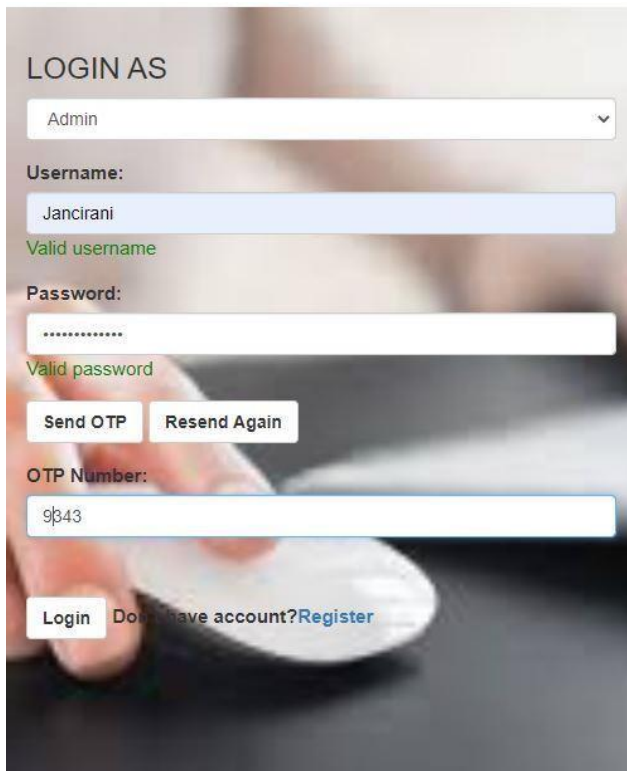 LOGIN AS
Admin
Username:
Jancirani
Valid username
Password:
•••••••••••••
Valid password
Send OTP Resend Again
OTP Number:
9343
Login Don't have account?Register